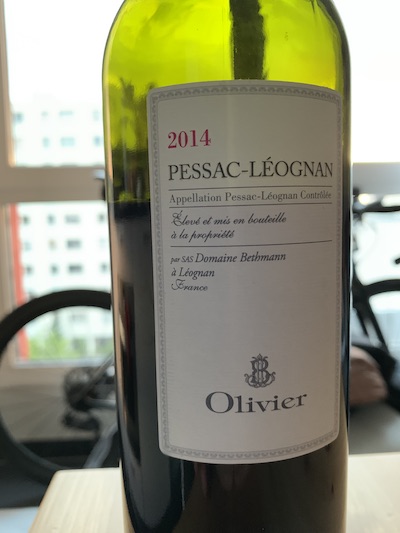 2014
PESSAC-LÉOGNAN
Appellation Pessac-Léognan Contrôlée
Élevé et mis en bouteille
à la propriété
par SAS Domaine Bethmann
à Léognan
France
Olivier